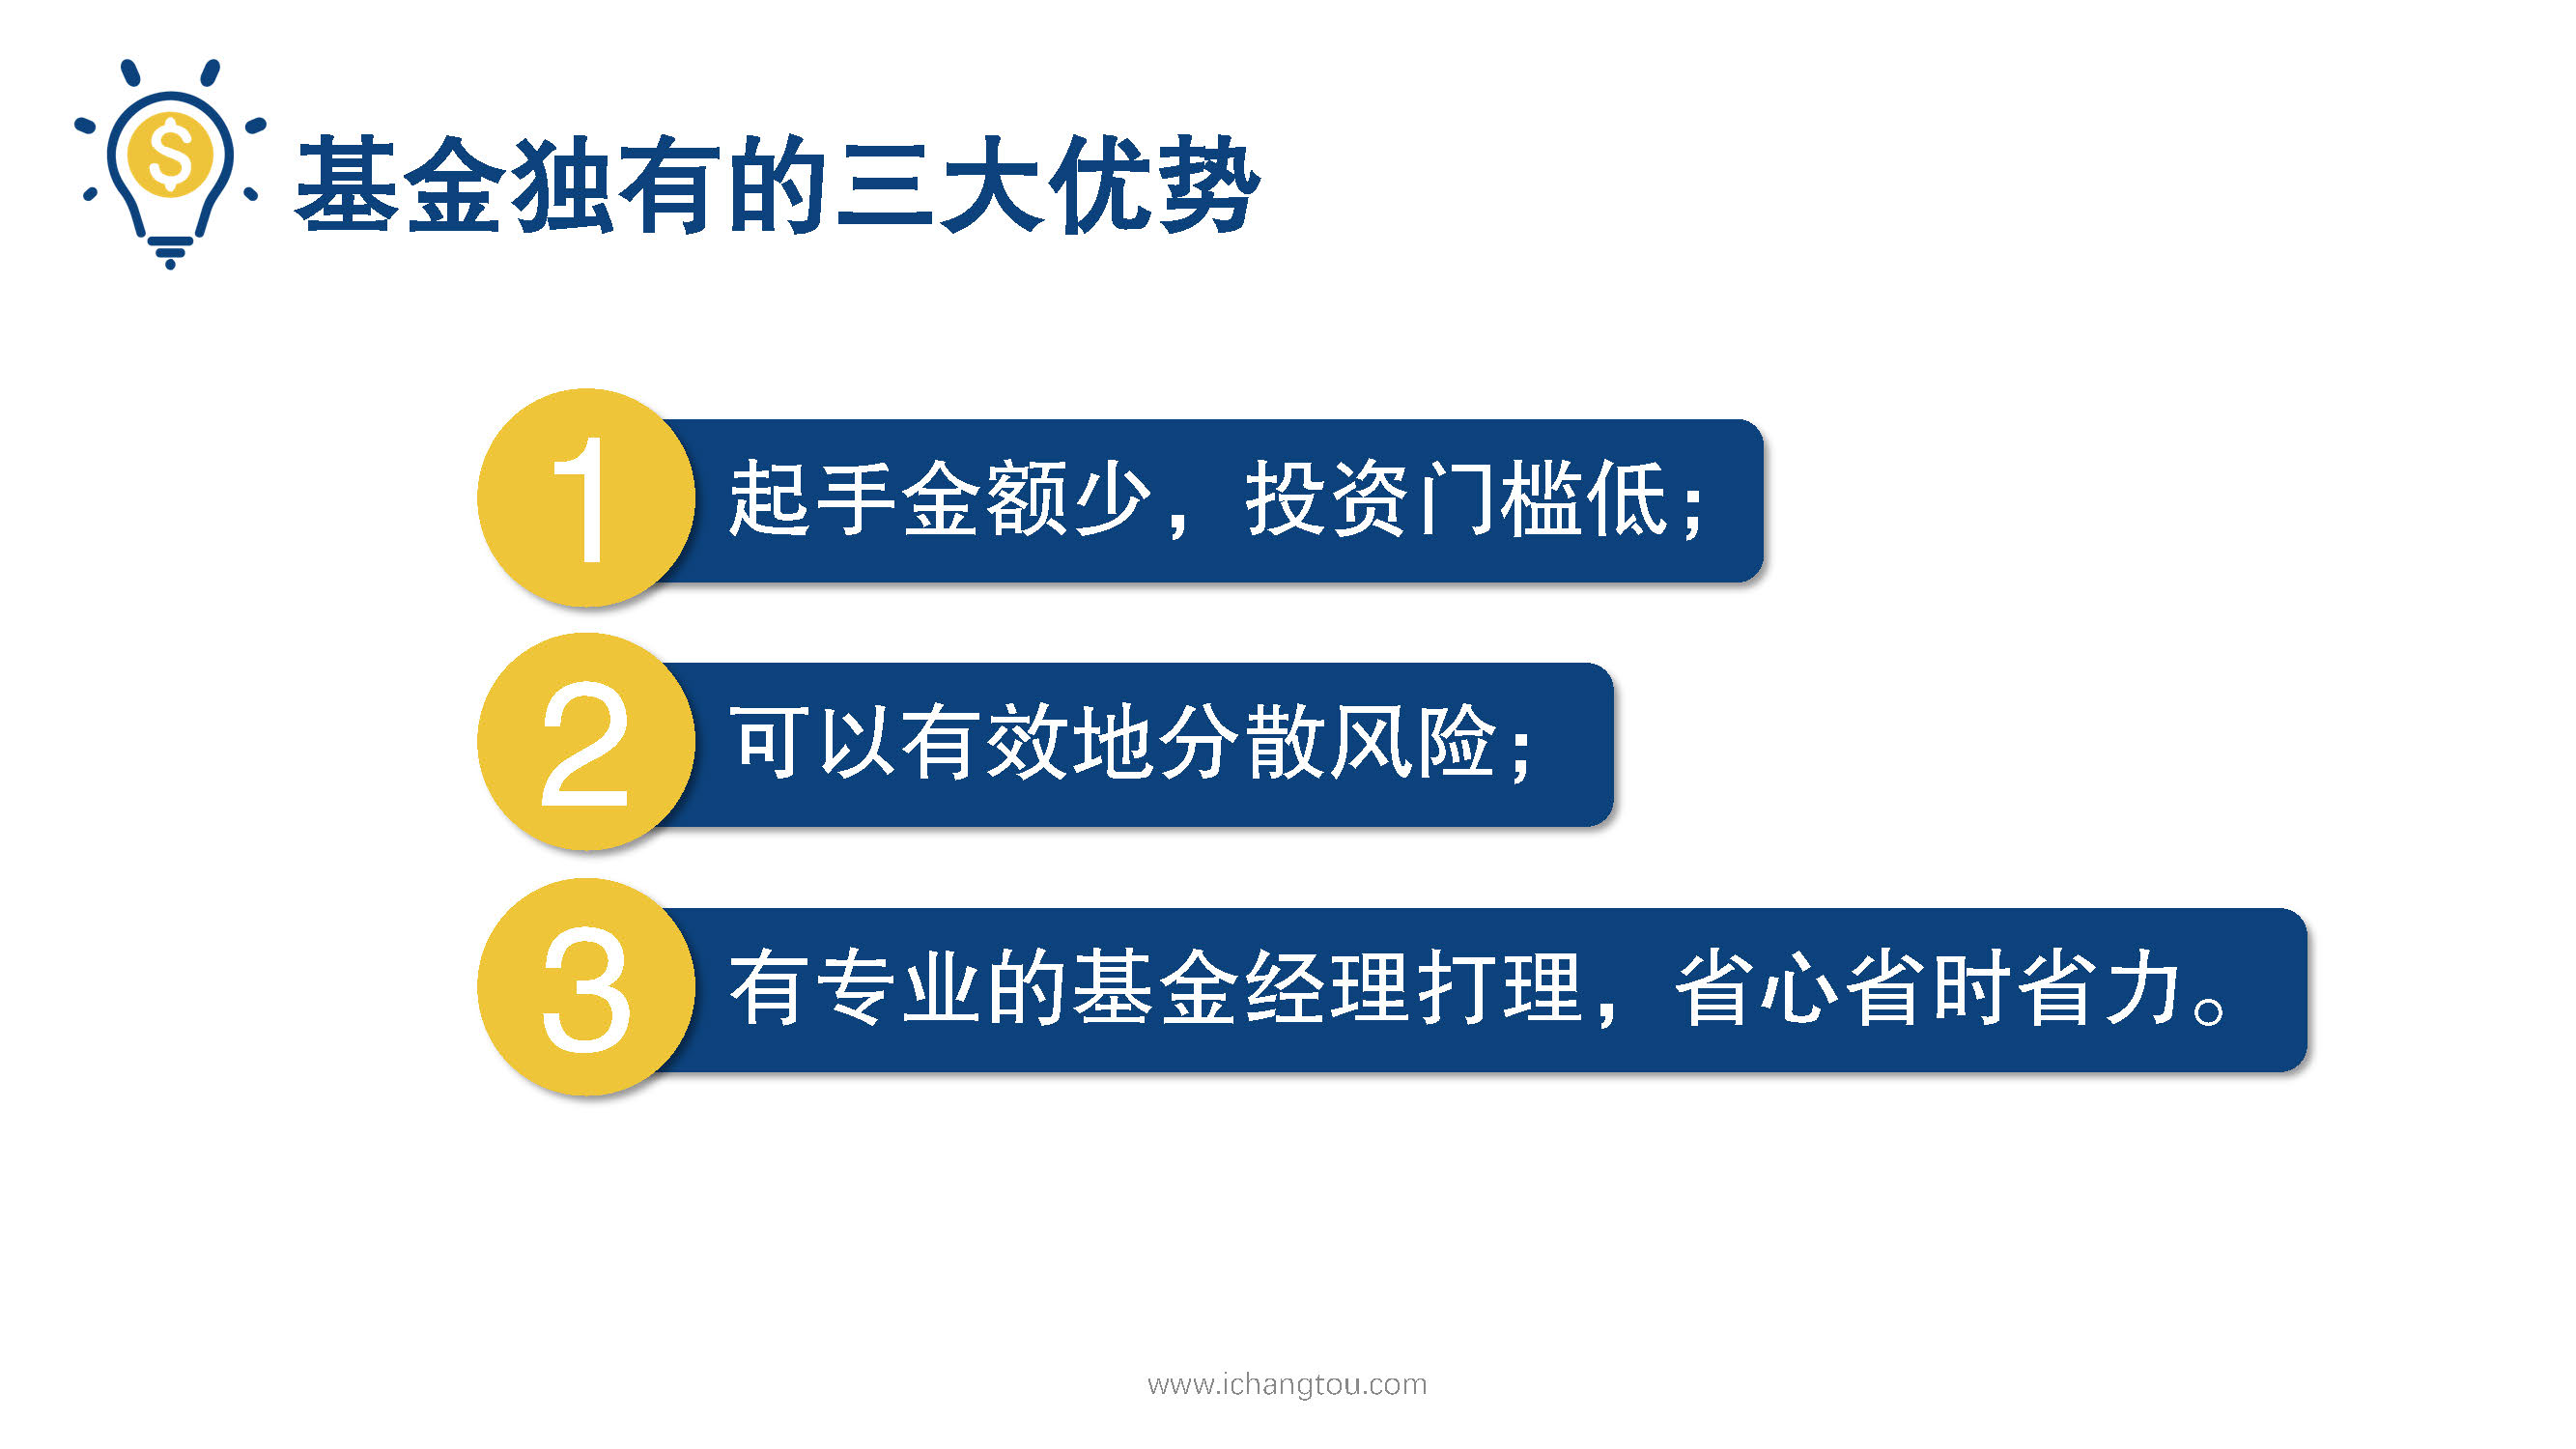 基金独有的三大优势
1 起手金额少，投资门槛低；
2 可以有效地分散风险；
3 有专业的基金经理打理，省心省时省力。
www.ichangtou.com